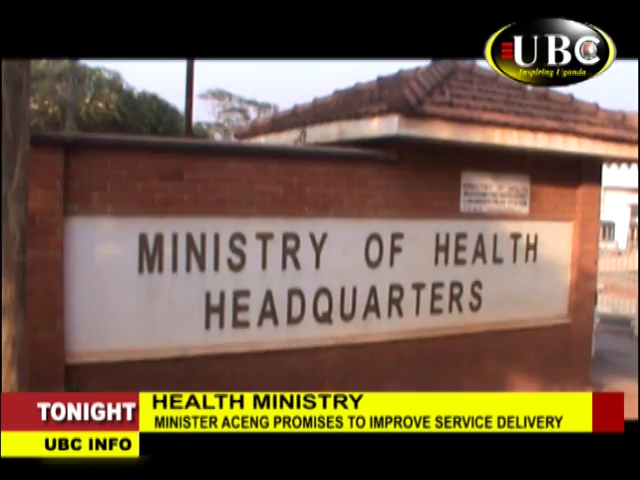 UBC
Inspiring Uganda
MINISTRY OF HEALTH
HEADQUARTERS
TONIGHT
HEALTH MINISTRY
MINISTER ACENG PROMISES TO IMPROVE SERVICE DELIVERY
UBC INFO